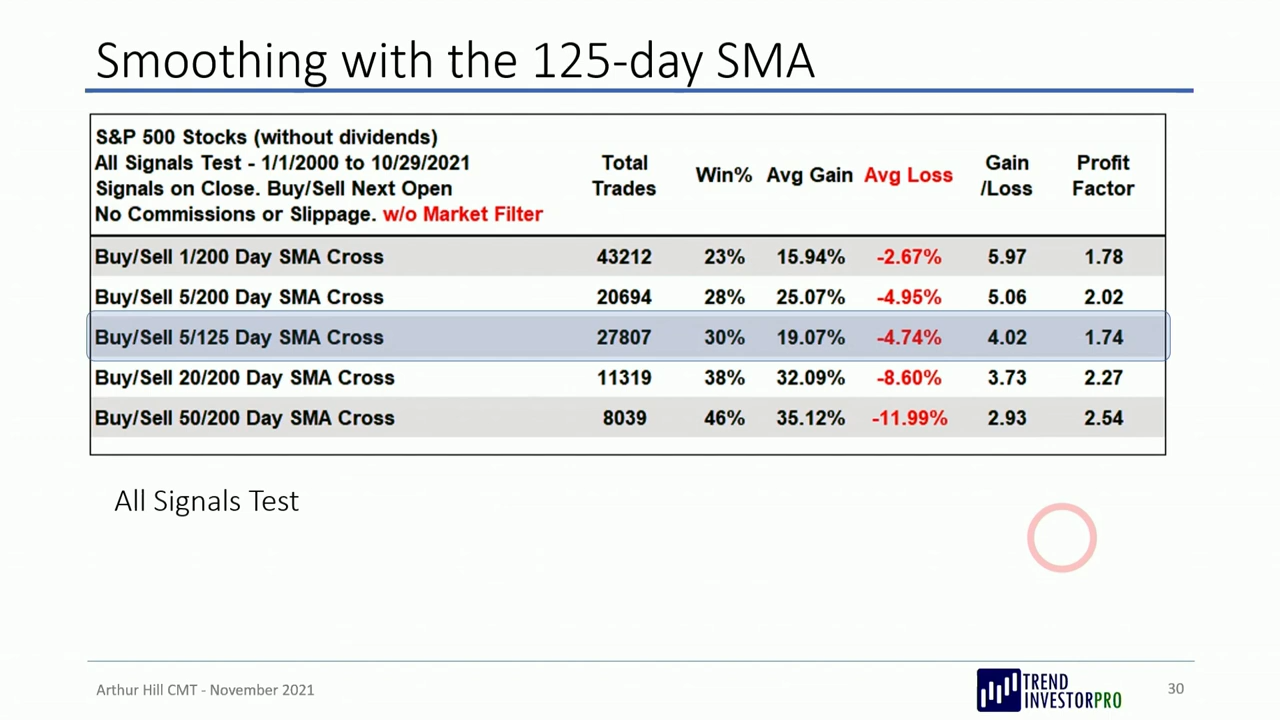 Smoothing with the 125-day SMA
S&P 500 Stocks (without dividends)
All Signals Test - 1/1/2000 to 10/29/2021
Signals on Close. Buy/Sell Next Open
No Commissions or Slippage. w/o Market Filter
Total Trades Win% Avg Gain Avg Loss Gain /Loss Profit Factor
Buy/Sell 1/200 Day SMA Cross 43212 23% 15.94% -2.67% 5.97 1.78
Buy/Sell 5/200 Day SMA Cross 20694 28% 25.07% -4.95% 5.06 2.02
Buy/Sell 5/125 Day SMA Cross 27807 30% 19.07% -4.74% 4.02 1.74
Buy/Sell 20/200 Day SMA Cross 11319 38% 32.09% -8.60% 3.73 2.27
Buy/Sell 50/200 Day SMA Cross 8039 46% 35.12% -11.99% 2.93 2.54
All Signals Test
Arthur Hill CMT - November 2021
TREND
INVESTORPRO
30